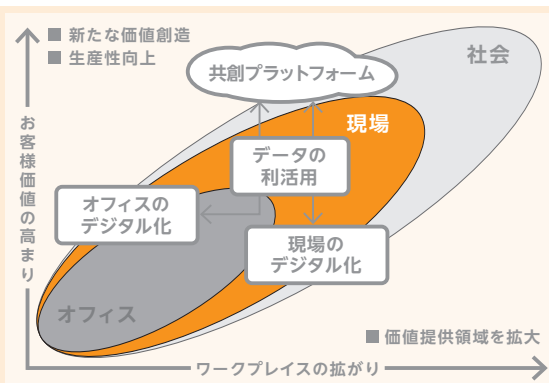 ■ 新たな価値創造
■ 生産性向上
社会
共創プラットフォーム
現場
お客様価値の高まり
データの
利活用
オフィスの
デジタル化
現場の
デジタル化
オフィス
■ 価値提供領域を拡大
ワークプレイスの拡がり